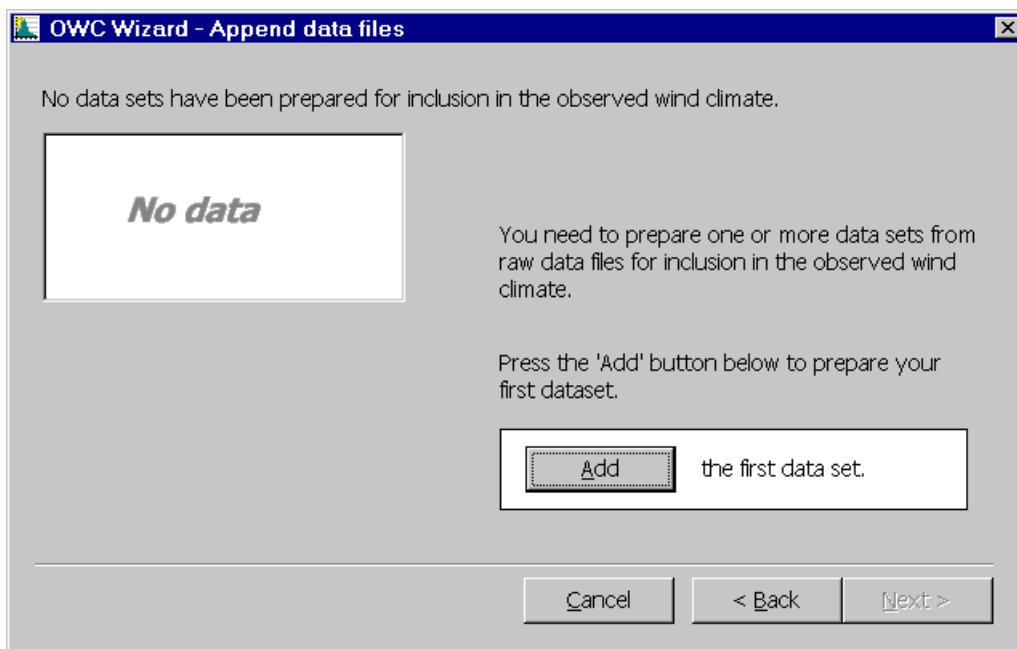 OWC Wizard - Append data files
No data sets have been prepared for inclusion in the observed wind climate.
No data
You need to prepare one or more data sets from
raw data files for inclusion in the observed wind
climate.
Press the 'Add' button below to prepare your
first dataset.
Add the first data set.
Cancel < Back Next >